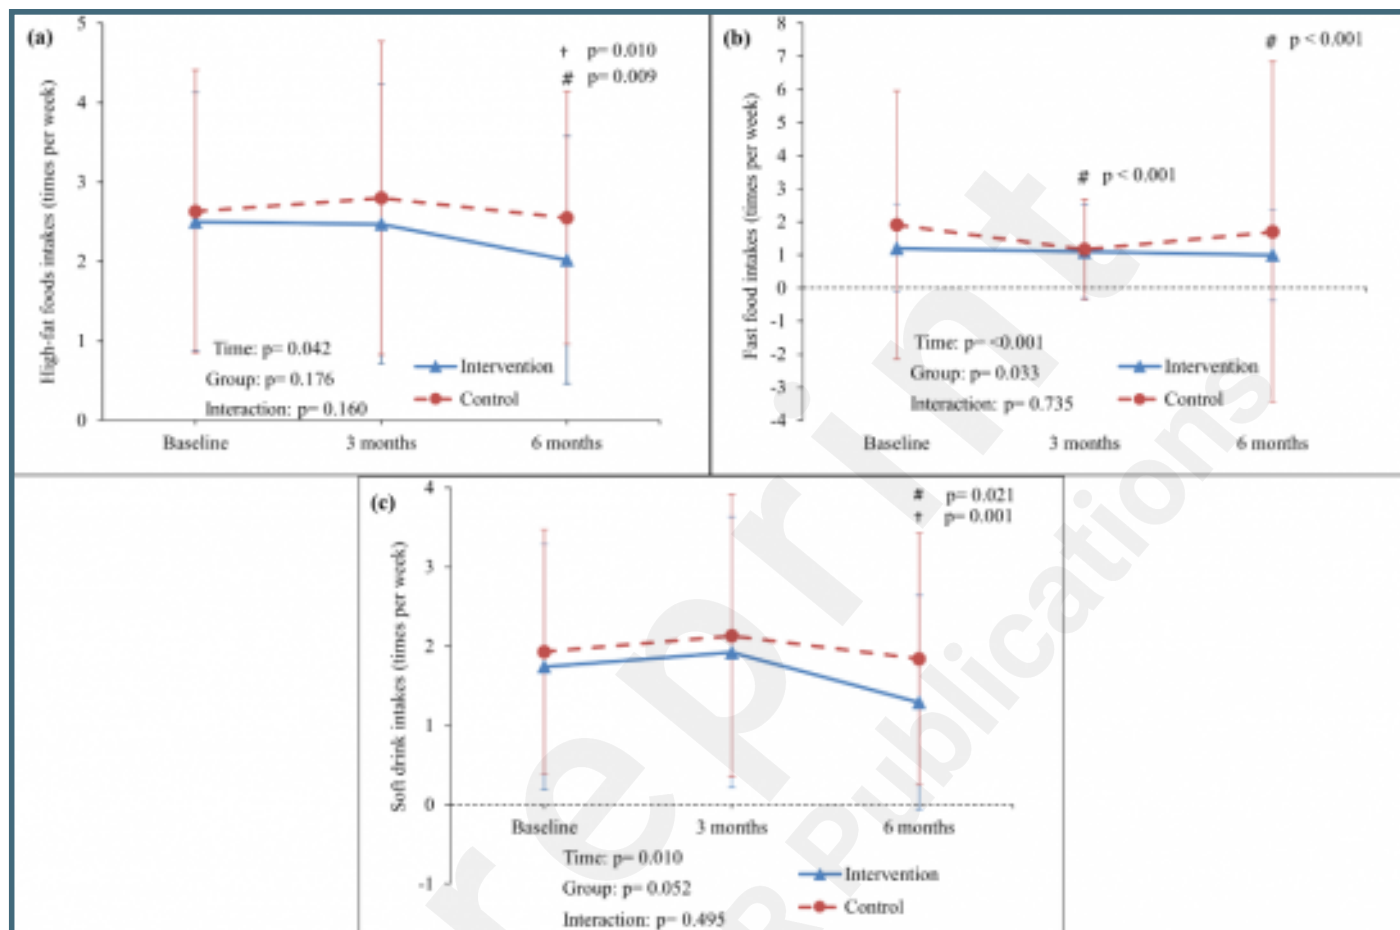 (a)
High-fat foods intakes (times per week)
5
4
3
2
1
0
† p= 0.010
# p= 0.009
Time: p= 0.042
Group: p= 0.176
Interaction: p= 0.160
Intervention
Control
Baseline 3 months 6 months
(b)
Fast food intakes (times per week)
8
7
6
5
4
3
2
1
0
-1
-2
-3
-4
# p < 0.001
# p < 0.001
Time: p= <0.001
Group: p= 0.033
Interaction: p= 0.735
Intervention
Control
Baseline 3 months 6 months
(c)
Soft drink intakes (times per week)
4
3
2
1
0
-1
# p= 0.021
† p= 0.001
Baseline 3 months 6 months
Time: p= 0.010
Group: p= 0.052
Interaction: p= 0.495
Intervention
Control
reprint
R Publications